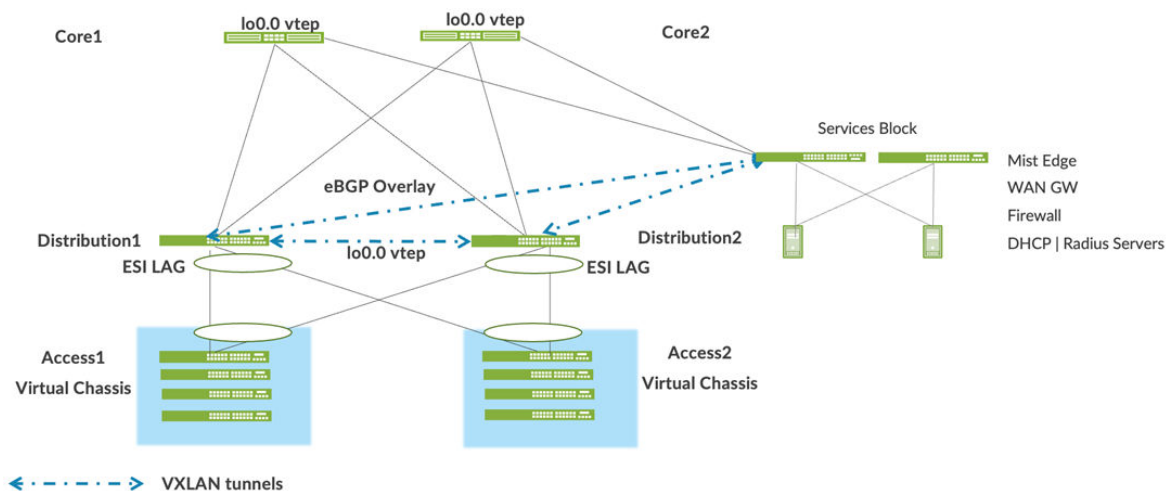 lo0.0 vtep
lo0.0 vtep
Core1
Core2
Services Block
Mist Edge
WAN GW
Firewall
DHCP | Radius Servers
eBGP Overlay
Distribution1
lo0.0 vtep
Distribution2
ESI LAG
ESI LAG
Access1
Virtual Chassis
Access2
Virtual Chassis
VXLAN tunnels